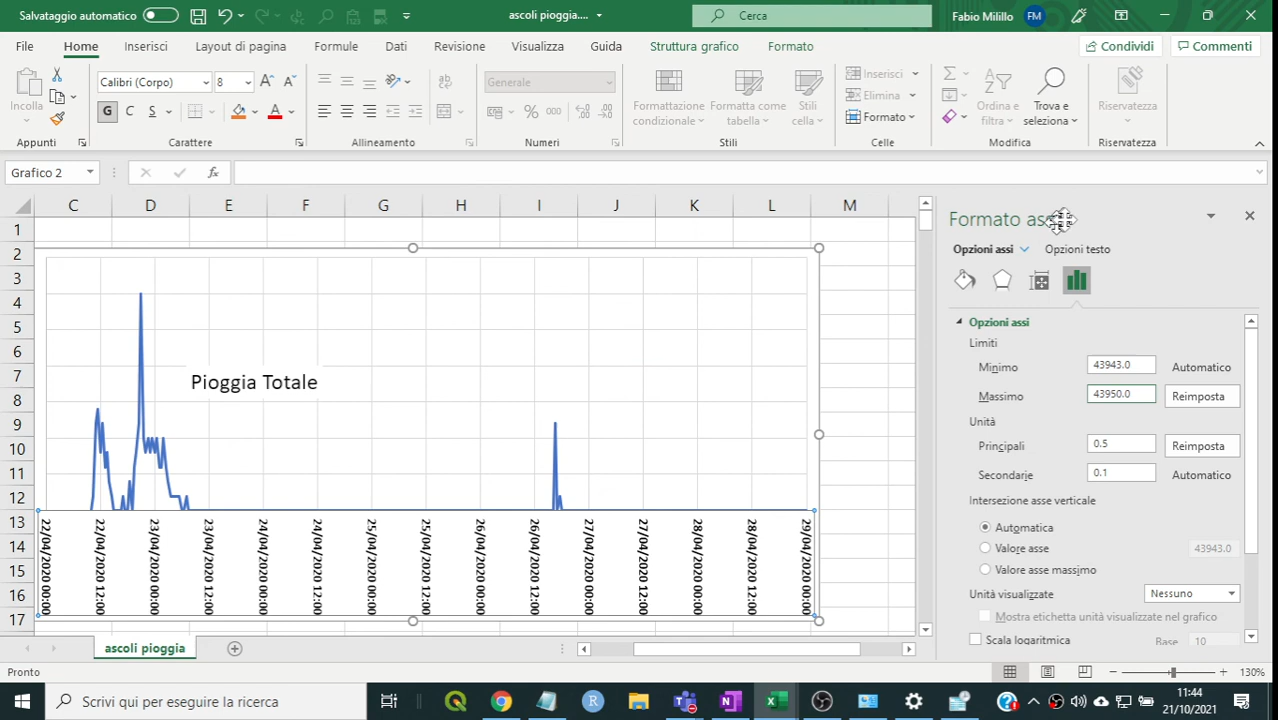 Salvataggio automatico
ascoli pioggia....
Cerca
Fabio Milillo
FM
File Home Inserisci Layout di pagina Formule Dati Revisione Visualizza Guida Struttura grafico Formato
Condividi Commenti
Incolla
Calibri (Corpo) 8
G C S
Generale
Formattazione condizionale
Formatta come tabella
Stili cella
Inserisci
Elimina
Formato
Ordina e filtra
Trova e seleziona
Riservatezza
Appunti Carattere Allineamento Numeri Stili Celle Modifica Riservatezza
Grafico 2
fx
C D E F G H I J K L M
1
2
3
4
5
6
7
8
9
10
11
12
13
14
15
16
17
Pioggia Totale
22/04/2020 00:00
22/04/2020 12:00
23/04/2020 00:00
23/04/2020 12:00
24/04/2020 00:00
24/04/2020 12:00
25/04/2020 00:00
25/04/2020 12:00
26/04/2020 00:00
26/04/2020 12:00
27/04/2020 00:00
27/04/2020 12:00
28/04/2020 00:00
28/04/2020 12:00
29/04/2020 00:00
Formato asse
Opzioni assi Opzioni testo
Opzioni assi
Limiti
Minimo 43943.0 Automatico
Massimo 43950.0 Reimposta
Unità
Principali 0.5 Reimposta
Secondarie 0.1 Automatico
Intersezione asse verticale
Automatica
Valore asse 43943.0
Valore asse massimo
Unità visualizzate Nessuno
Mostra etichetta unità visualizzate nel grafico
Scala logaritmica Base 10
ascoli pioggia
Pronto
130%
Scrivi qui per eseguire la ricerca
11:44
21/10/2021